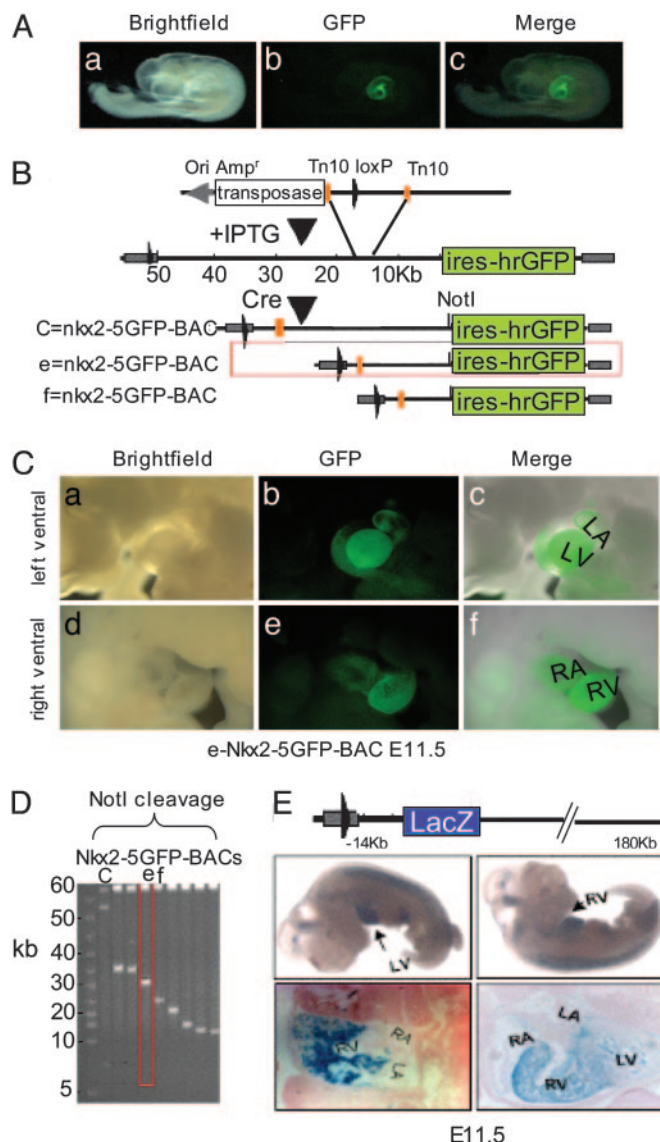 A
Brightfield GFP Merge
a b c
B
Ori Ampr Tn10 loxP Tn10
transposase
+IPTG
50 40 30 20 10Kb
ires-hrGFP
Cre NotI
C=nkx2-5GFP-BAC
ires-hrGFP
e=nkx2-5GFP-BAC
ires-hrGFP
f=nkx2-5GFP-BAC
ires-hrGFP
C
Brightfield GFP Merge
left ventral
a b c
LA
LV
right ventral
d e f
RA
RV
e-Nkx2-5GFP-BAC E11.5
D
NotI cleavage
Nkx2-5GFP-BACs
C e f
kb
60
50
40
30
20
10
5
E
LacZ
-14Kb 180Kb
LV
RV
RV
RA
LA
LA
RA
LV
RV
E11.5